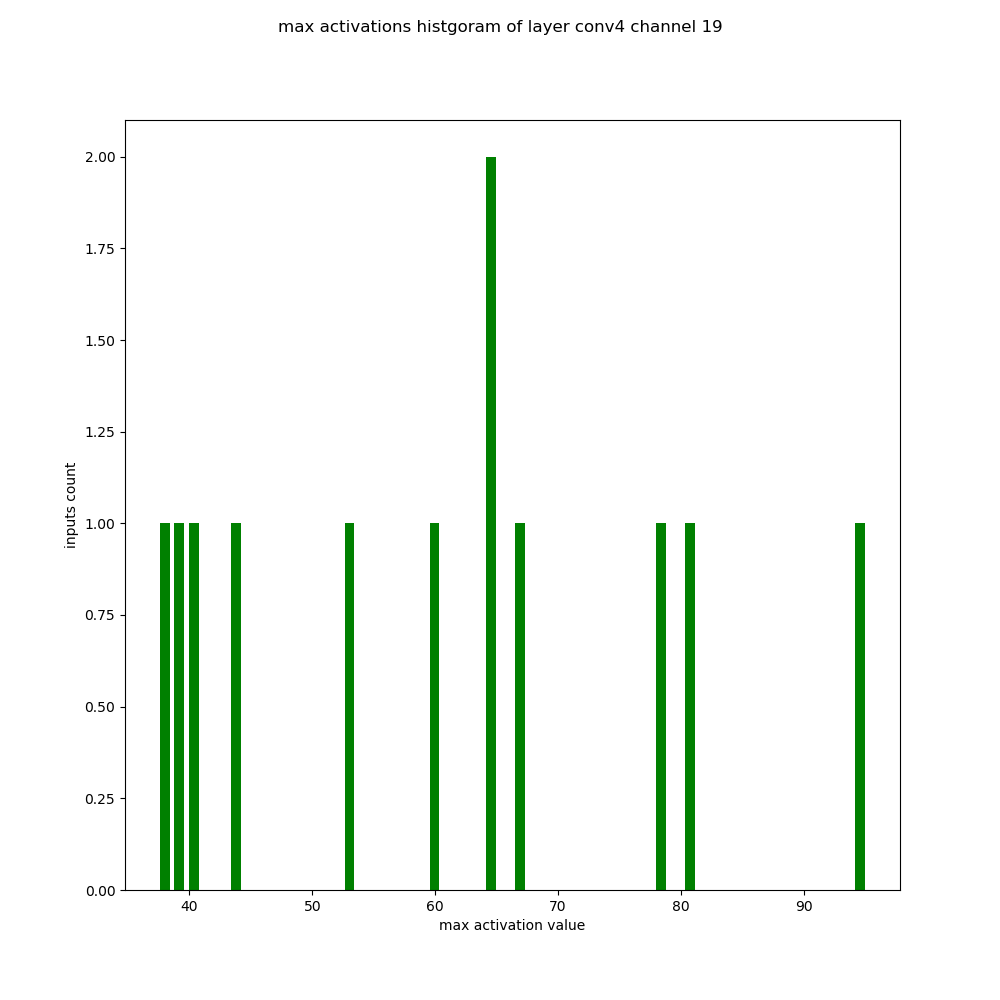 max activations histgoram of layer conv4 channel 19
2.00
1.75
1.50
1.25
1.00
0.75
0.50
0.25
0.00
inputs count
40 50 60 70 80 90
max activation value